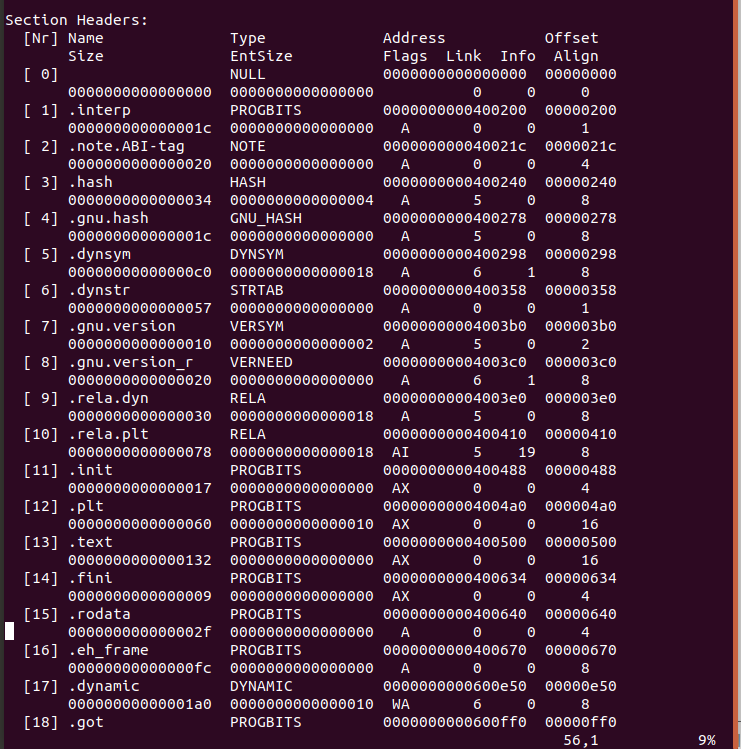 Section Headers:
  [Nr] Name              Type             Address           Offset
       Size              EntSize          Flags  Link  Info  Align
  [ 0]                   NULL             0000000000000000  00000000
       0000000000000000  0000000000000000           0     0     0
  [ 1] .interp           PROGBITS         0000000000400200  00000200
       000000000000001c  0000000000000000   A       0     0     1
  [ 2] .note.ABI-tag     NOTE             000000000040021c  0000021c
       0000000000000020  0000000000000000   A       0     0     4
  [ 3] .hash             HASH             0000000000400240  00000240
       0000000000000034  0000000000000004   A       5     0     8
  [ 4] .gnu.hash         GNU_HASH         0000000000400278  00000278
       000000000000001c  0000000000000000   A       5     0     8
  [ 5] .dynsym           DYNSYM           0000000000400298  00000298
       00000000000000c0  0000000000000018   A       6     1     8
  [ 6] .dynstr           STRTAB           0000000000400358  00000358
       0000000000000057  0000000000000000   A       0     0     1
  [ 7] .gnu.version      VERSYM           00000000004003b0  000003b0
       0000000000000010  0000000000000002   A       5     0     2
  [ 8] .gnu.version_r    VERNEED          00000000004003c0  000003c0
       0000000000000020  0000000000000000   A       6     1     8
  [ 9] .rela.dyn         RELA             00000000004003e0  000003e0
       0000000000000030  0000000000000018   A       5     0     8
  [10] .rela.plt         RELA             0000000000400410  00000410
       0000000000000078  0000000000000018  AI       5    19     8
  [11] .init             PROGBITS         0000000000400488  00000488
       0000000000000017  0000000000000000  AX       0     0     4
  [12] .plt              PROGBITS         00000000004004a0  000004a0
       0000000000000060  0000000000000010  AX       0     0     16
  [13] .text             PROGBITS         0000000000400500  00000500
       0000000000000132  0000000000000000  AX       0     0     16
  [14] .fini             PROGBITS         0000000000400634  00000634
       0000000000000009  0000000000000000  AX       0     0     4
  [15] .rodata           PROGBITS         0000000000400640  00000640
       000000000000002f  0000000000000000   A       0     0     4
  [16] .eh_frame         PROGBITS         0000000000400670  00000670
       00000000000000fc  0000000000000000   A       0     0     8
  [17] .dynamic          DYNAMIC          0000000000600e50  00000e50
       00000000000001a0  0000000000000010  WA       6     0     8
  [18] .got              PROGBITS         0000000000600ff0  00000ff0
56,1 9%